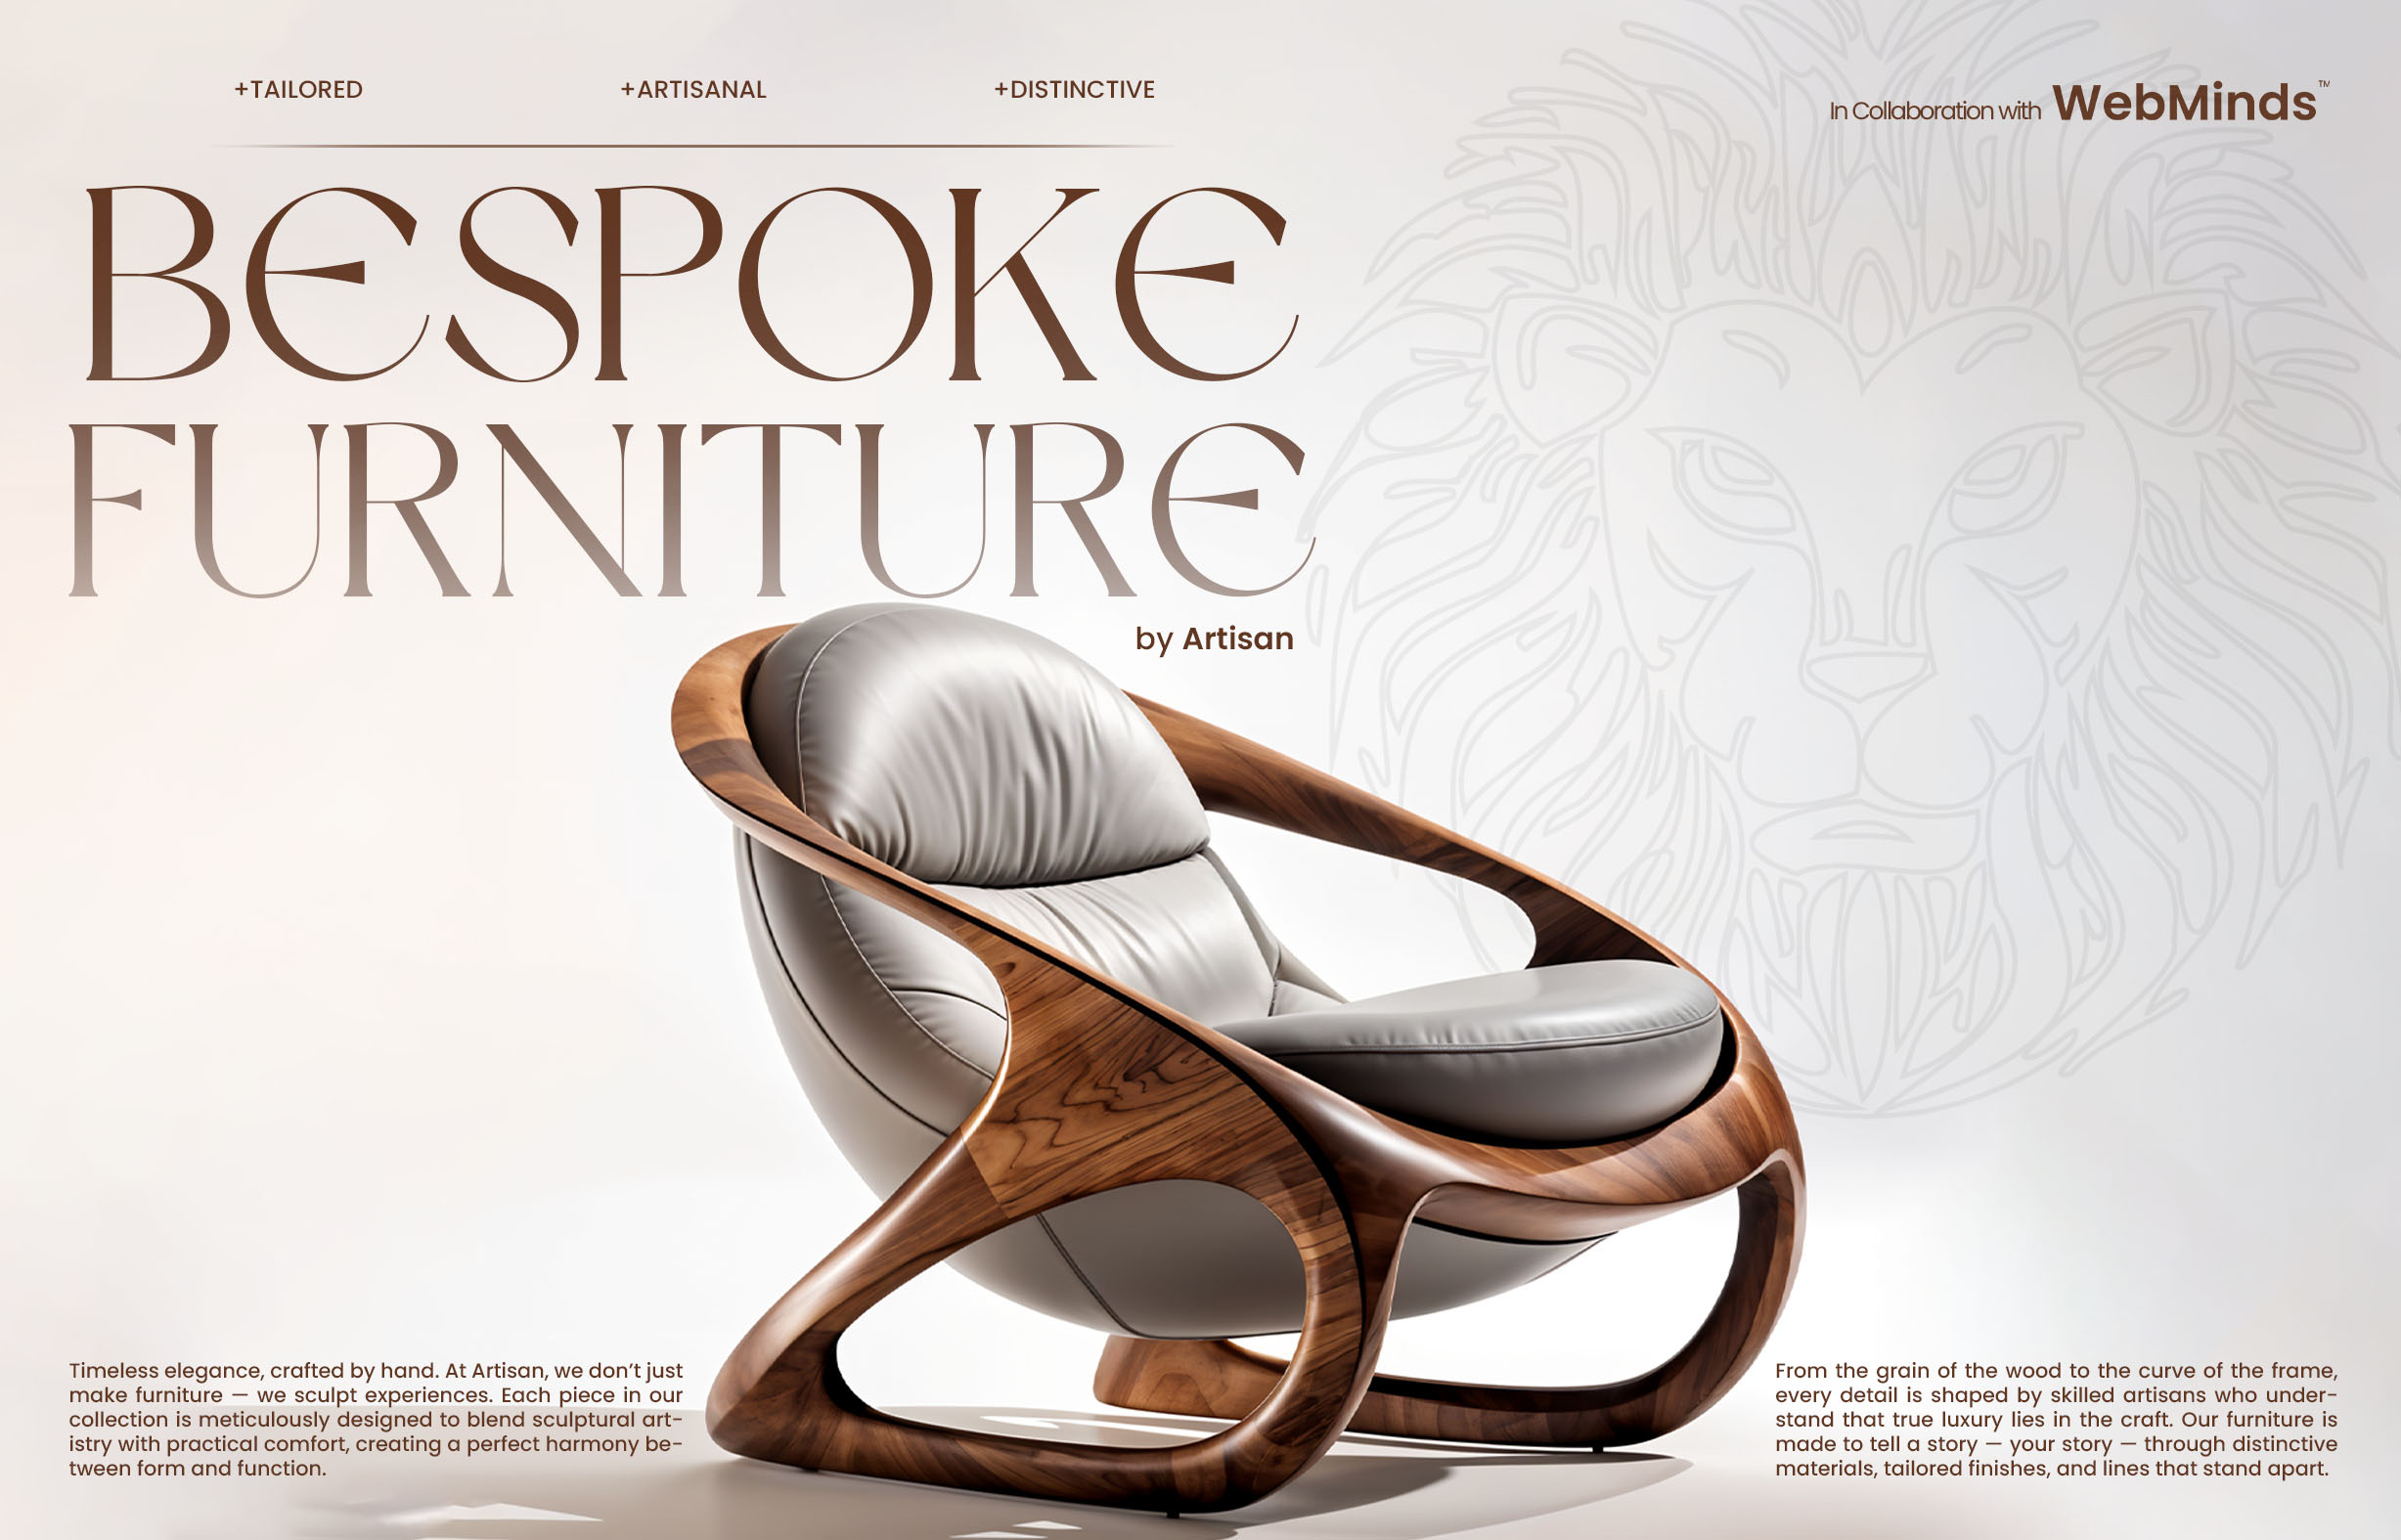 +TAILORED
+ARTISANAL
+DISTINCTIVE
In Collaboration with WebMinds™
BESPOKE
FURNITURE
by Artisan
Timeless elegance, crafted by hand. At Artisan, we don’t just
make furniture — we sculpt experiences. Each piece in our
collection is meticulously designed to blend sculptural art-
istry with practical comfort, creating a perfect harmony be-
tween form and function.
From the grain of the wood to the curve of the frame,
every detail is shaped by skilled artisans who under-
stand that true luxury lies in the craft. Our furniture is
made to tell a story — your story — through distinctive
materials, tailored finishes, and lines that stand apart.